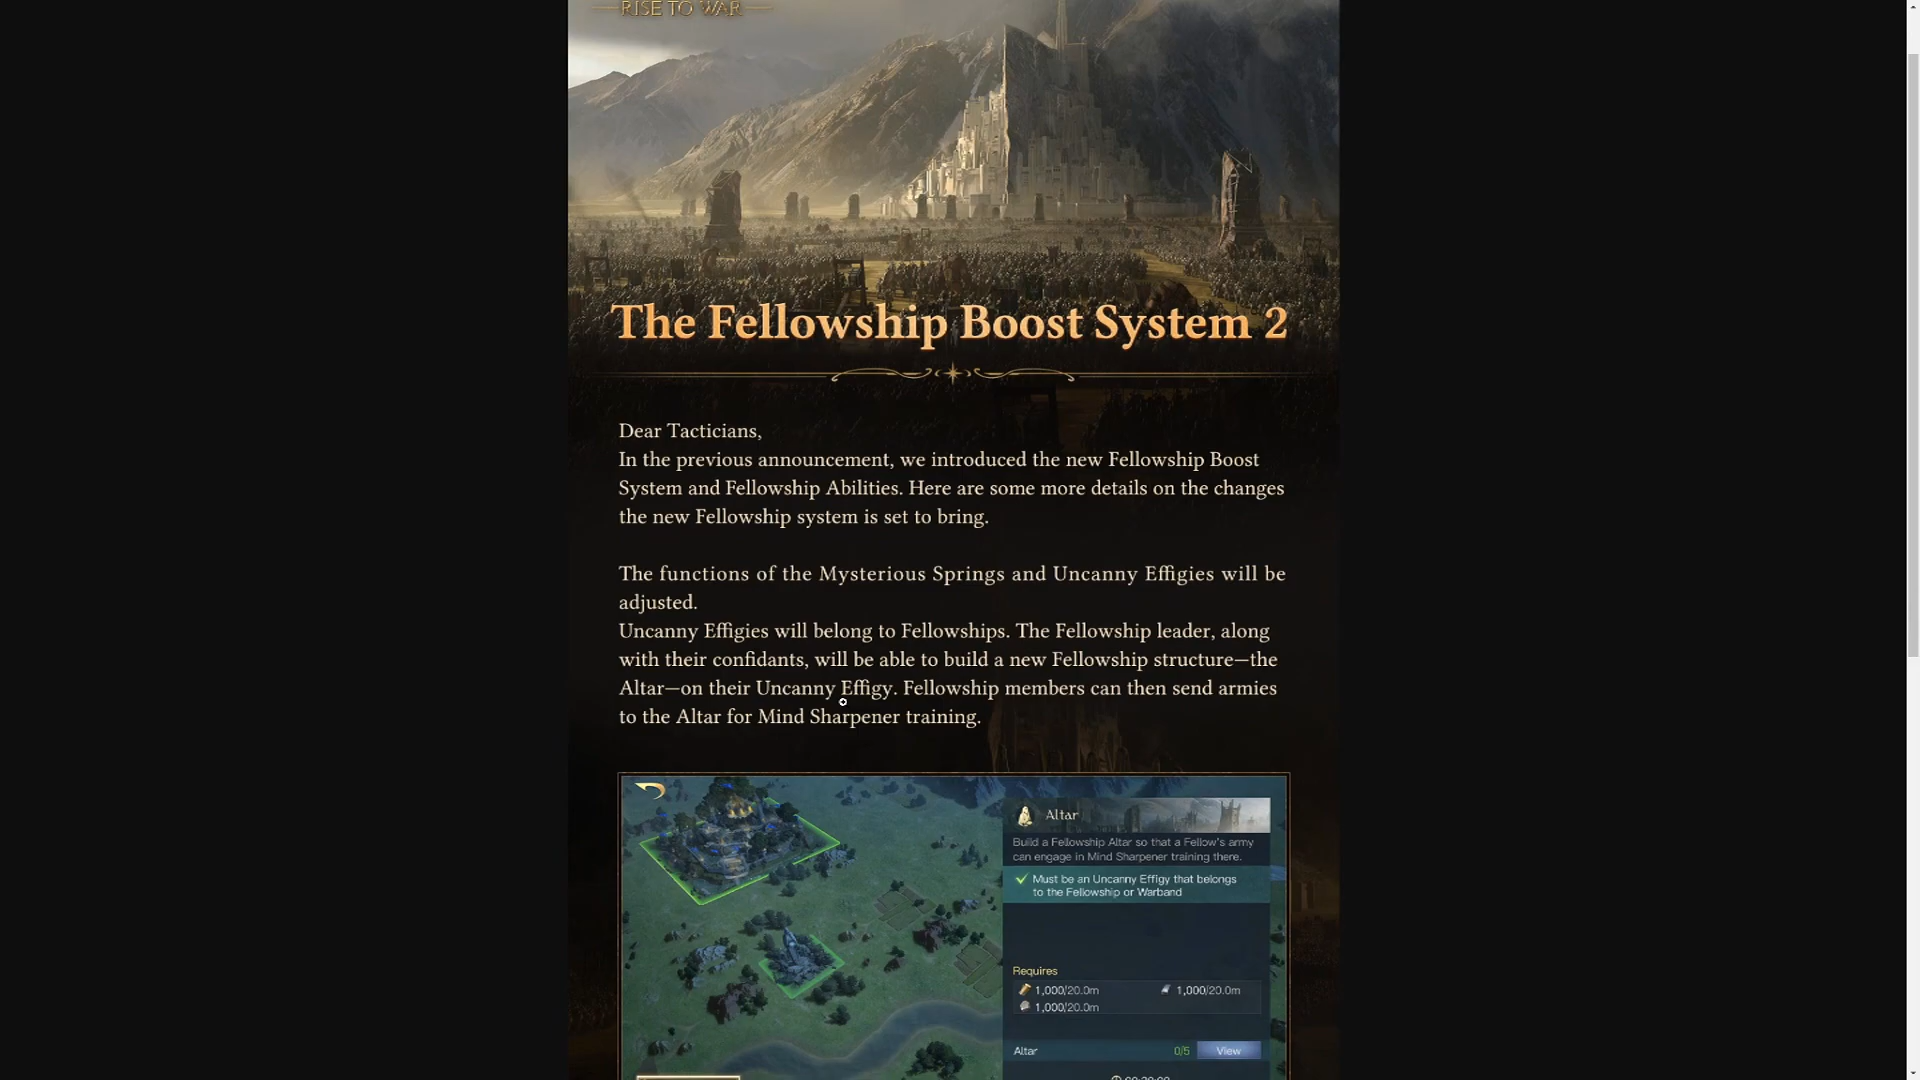 RISE TO WAR
The Fellowship Boost System 2
Dear Tacticians,
In the previous announcement, we introduced the new Fellowship Boost
System and Fellowship Abilities. Here are some more details on the changes
the new Fellowship system is set to bring.
The functions of the Mysterious Springs and Uncanny Effigies will be
adjusted.
Uncanny Effigies will belong to Fellowships. The Fellowship leader, along
with their confidants, will be able to build a new Fellowship structure—the
Altar—on their Uncanny Effigy. Fellowship members can then send armies
to the Altar for Mind Sharpener training.
Altar
Build a Fellowship Altar so that a Fellow's army
can engage in Mind Sharpener training there.
Must be an Uncanny Effigy that belongs
to the Fellowship or Warband
Requires
1,000/20.0m 1,000/20.0m
1,000/20.0m
Altar 0/5 View